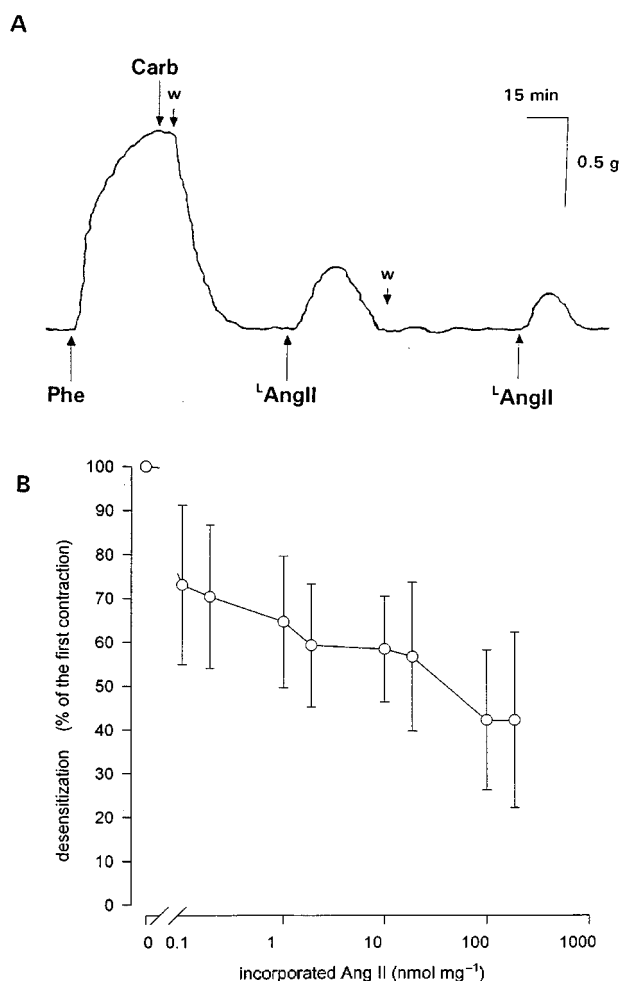 A
Carb
w
15 min
0.5 g
w
Phe
ᴸAngII
ᴸAngII
B
100
90
80
70
60
50
40
30
20
10
0
desensitization (% of the first contraction)
0 0.1 1 10 100 1000
incorporated Ang II (nmol mg⁻¹)